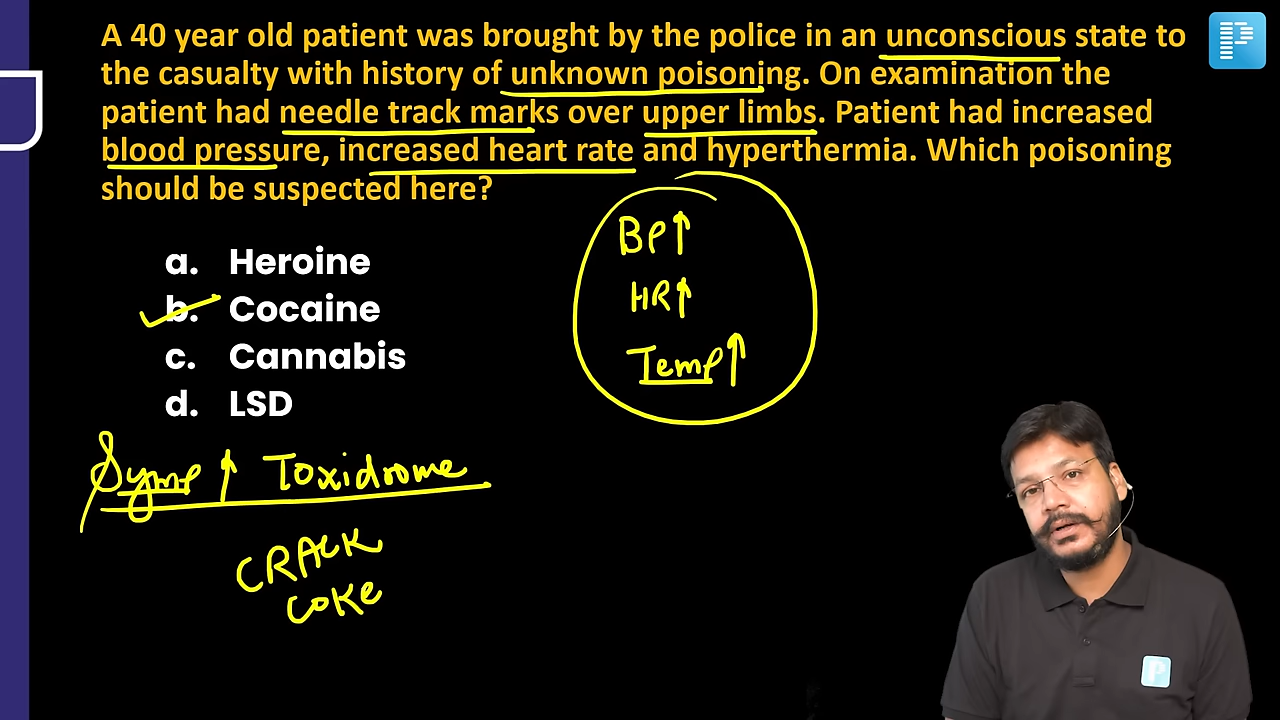 A 40 year old patient was brought by the police in an unconscious state to
the casualty with history of unknown poisoning. On examination the
patient had needle track marks over upper limbs. Patient had increased
blood pressure, increased heart rate and hyperthermia. Which poisoning
should be suspected here?
a. Heroine
b. Cocaine
c. Cannabis
d. LSD
BP↑
HR↑
Temp↑
Symp ↑ Toxidrome
CRACK
COKe